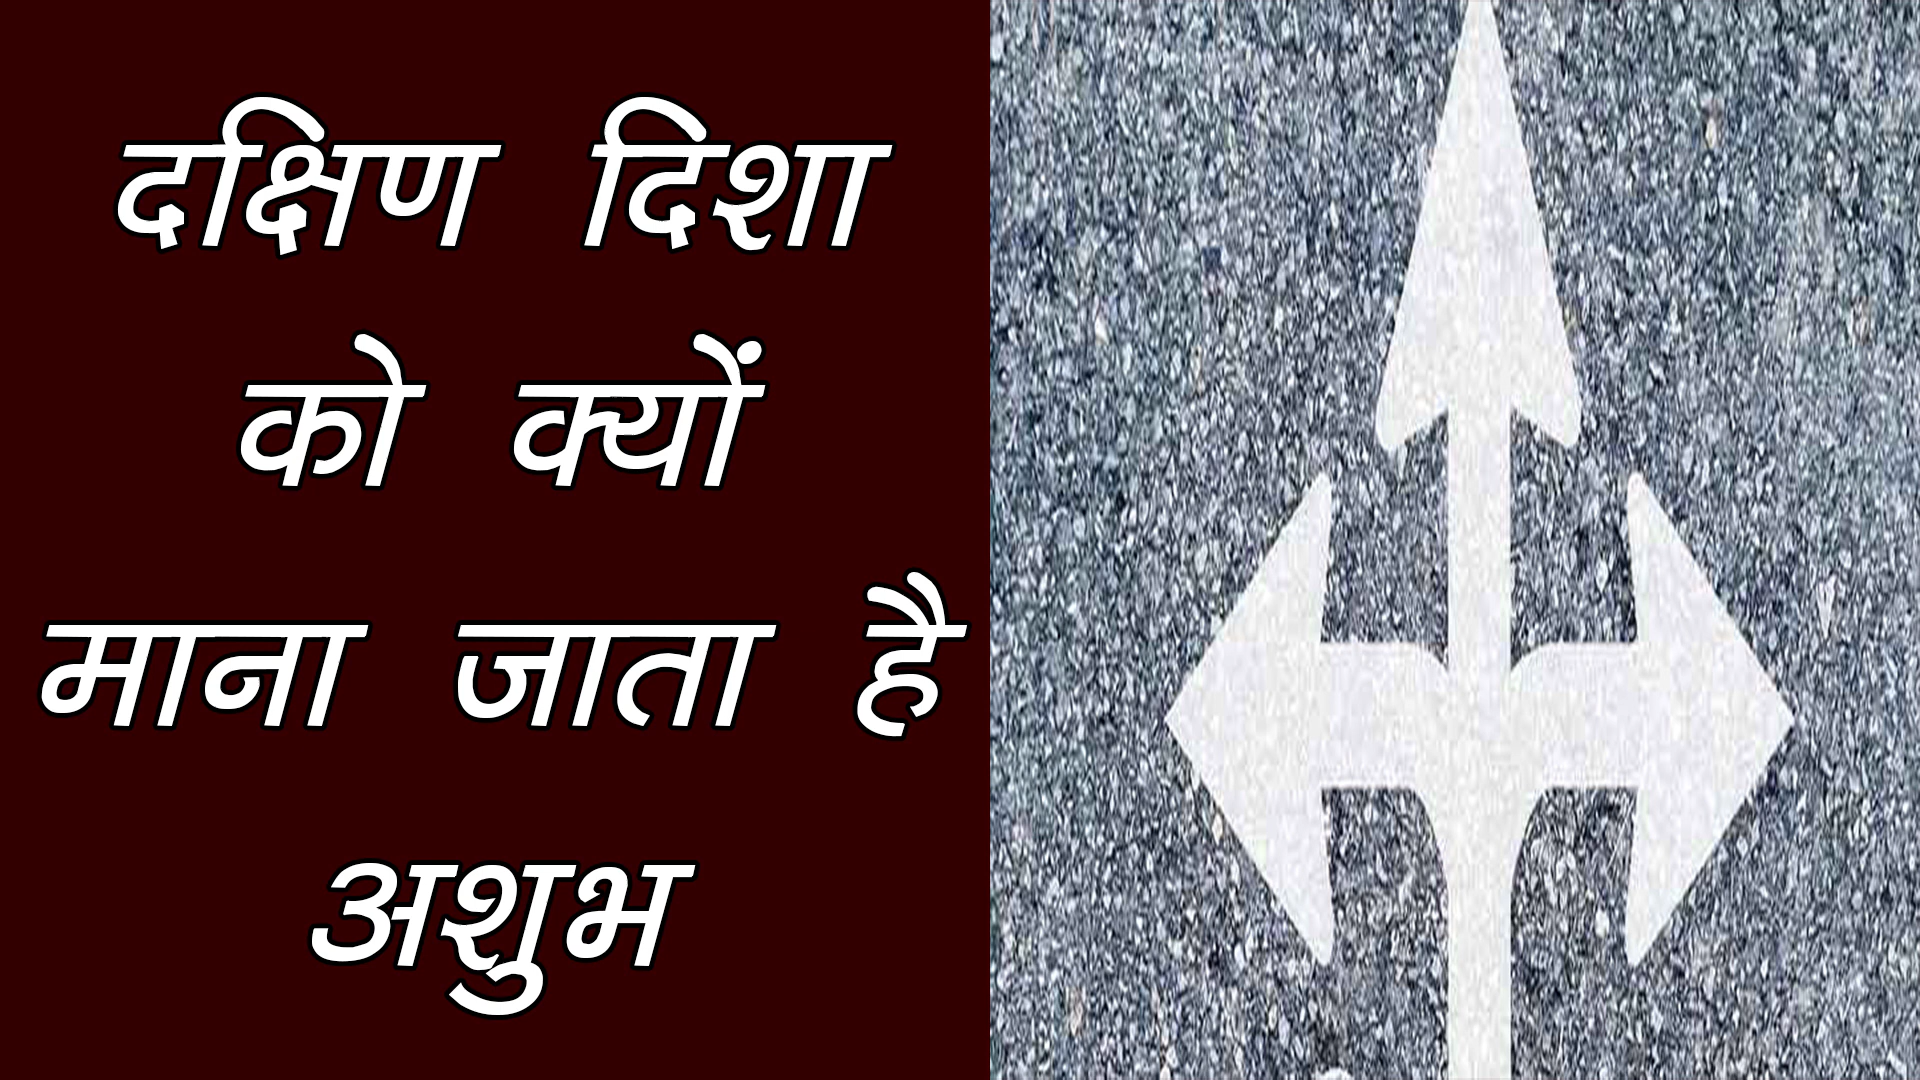 दक्षिण दिशा
को क्यों
माना जाता है
अशुभ